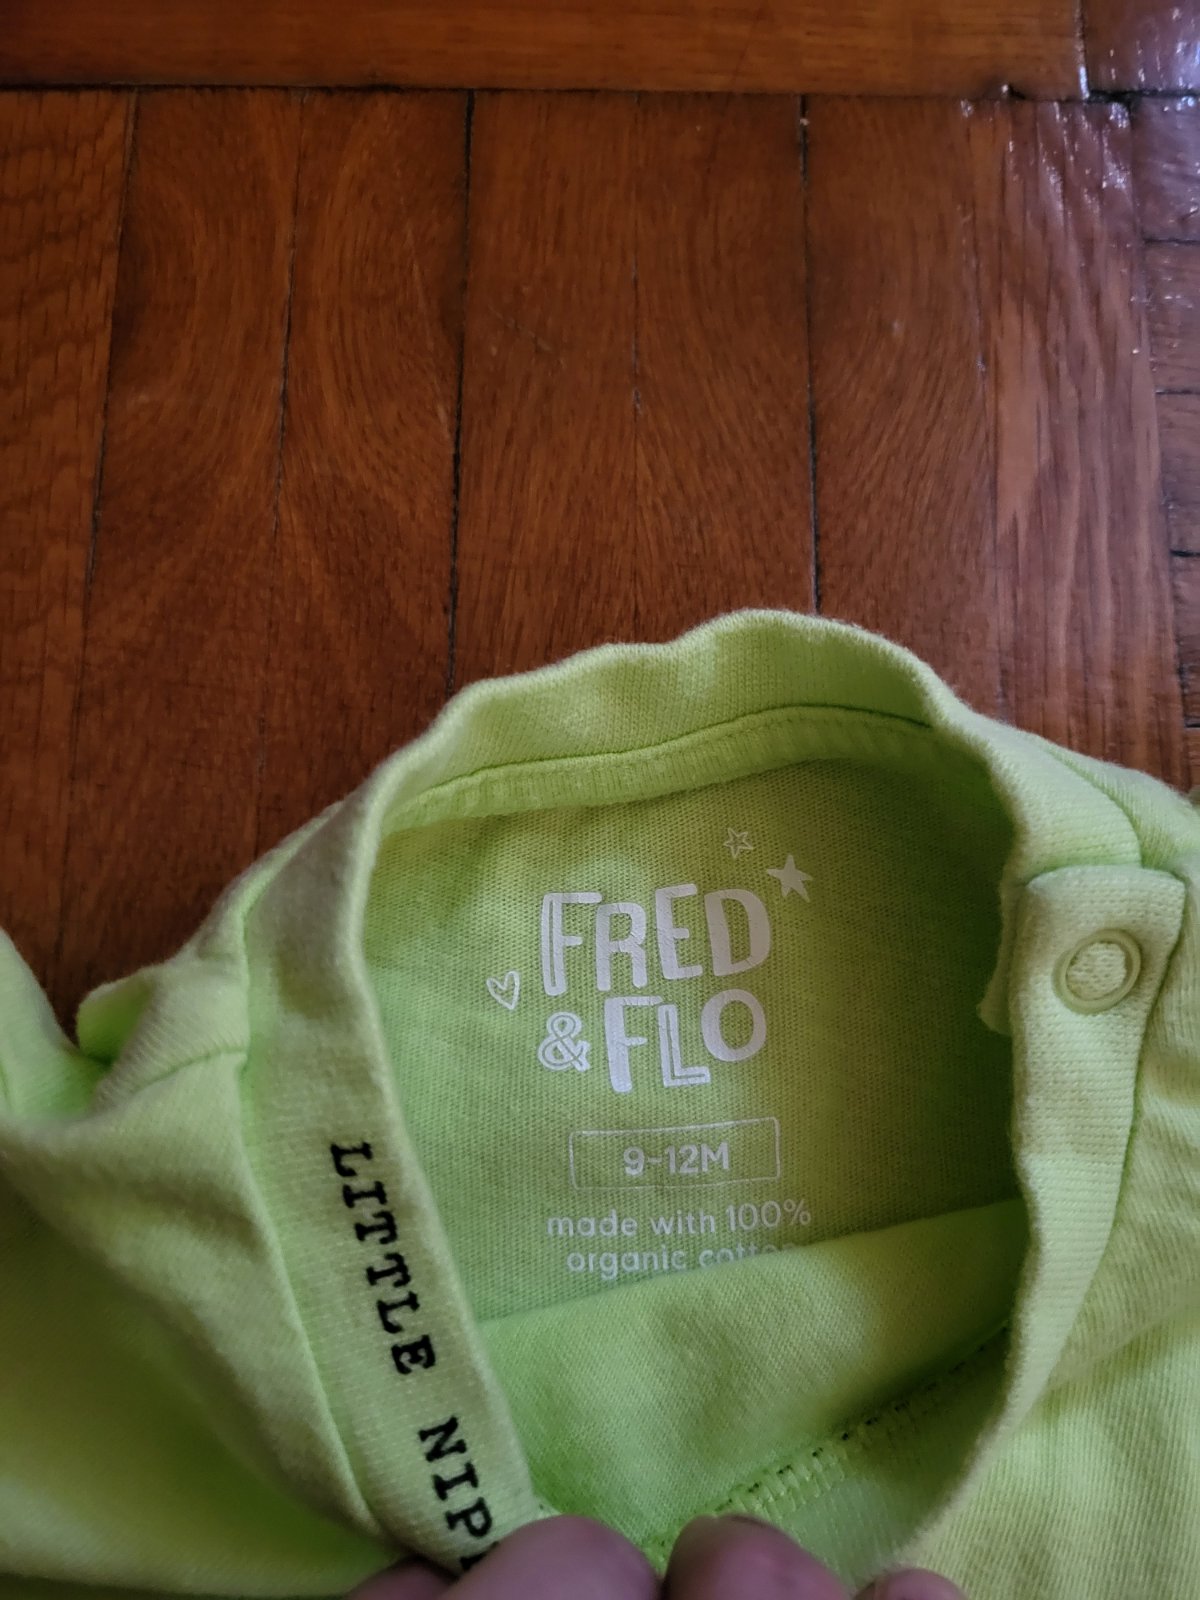 FRED
& FLO
9-12M
made with 100%
organic
LITTLE